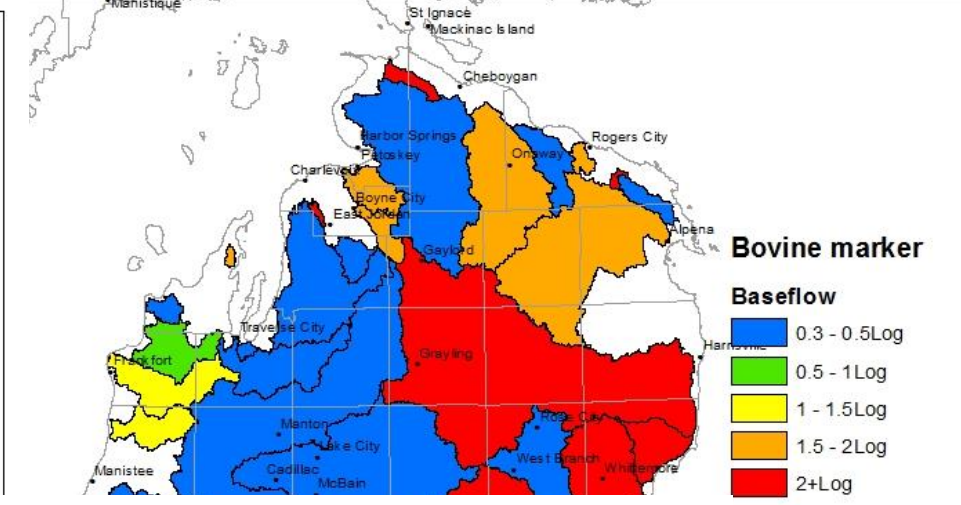 Manistique
St Ignace
Mackinac Island
Cheboygan
Harbor Springs
Rogers City
Petoskey
Onaway
Charlevoix
Boyne City
East Jordan
Alpena
Gaylord
Traverse City
Frankfort
Grayling
Harrisville
Rose City
Manton
Lake City
West Branch
Manistee
Cadillac
Whittemore
McBain
Bovine marker
Baseflow
0.3 - 0.5Log
0.5 - 1Log
1 - 1.5Log
1.5 - 2Log
2+Log